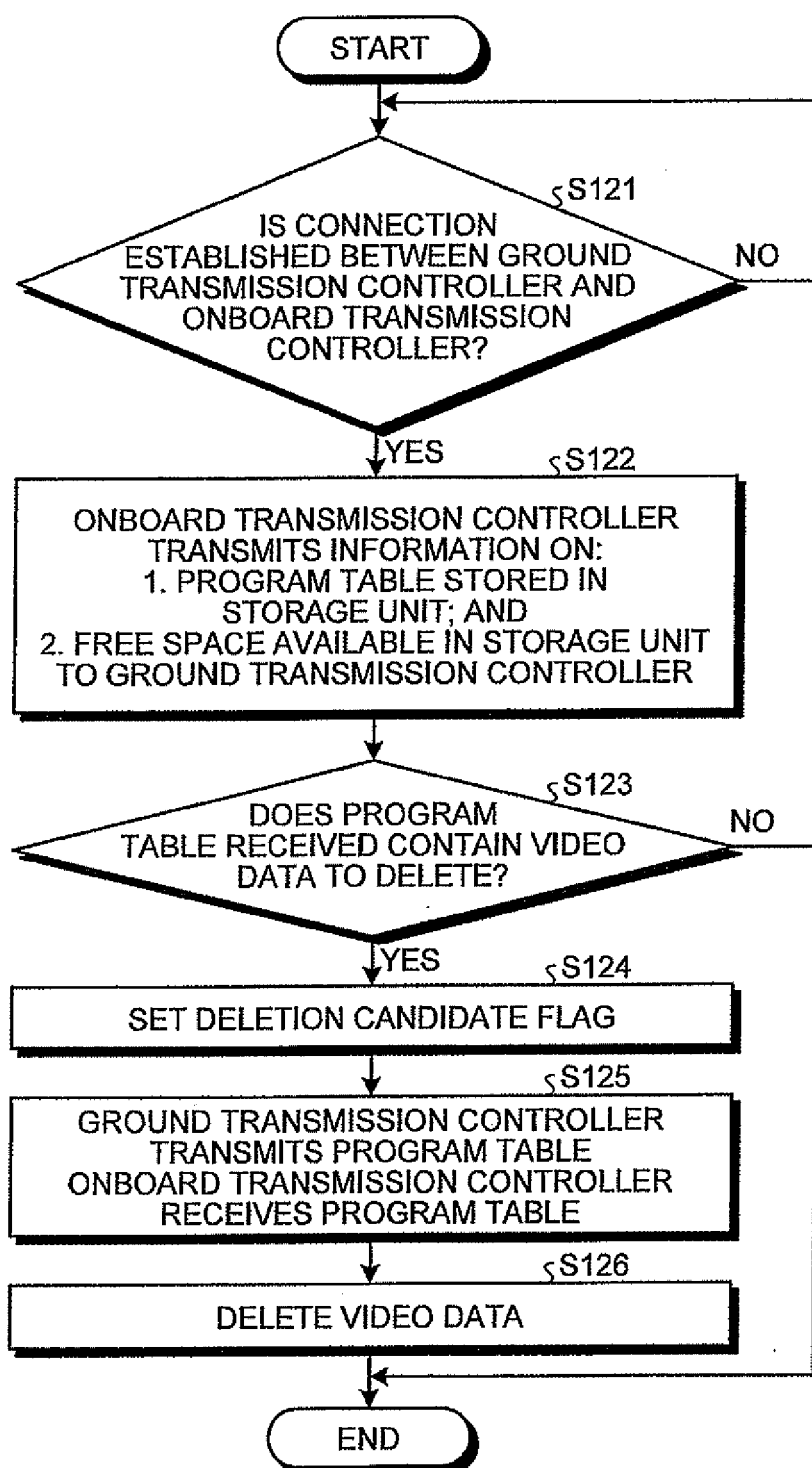 START
S121
IS CONNECTION
ESTABLISHED BETWEEN GROUND
TRANSMISSION CONTROLLER AND
ONBOARD TRANSMISSION
CONTROLLER?
NO
YES
S122
ONBOARD TRANSMISSION CONTROLLER
TRANSMITS INFORMATION ON:
1. PROGRAM TABLE STORED IN
STORAGE UNIT; AND
2. FREE SPACE AVAILABLE IN STORAGE UNIT
TO GROUND TRANSMISSION CONTROLLER
S123
DOES PROGRAM
TABLE RECEIVED CONTAIN VIDEO
DATA TO DELETE?
NO
YES
S124
SET DELETION CANDIDATE FLAG
S125
GROUND TRANSMISSION CONTROLLER
TRANSMITS PROGRAM TABLE
ONBOARD TRANSMISSION CONTROLLER
RECEIVES PROGRAM TABLE
S126
DELETE VIDEO DATA
END